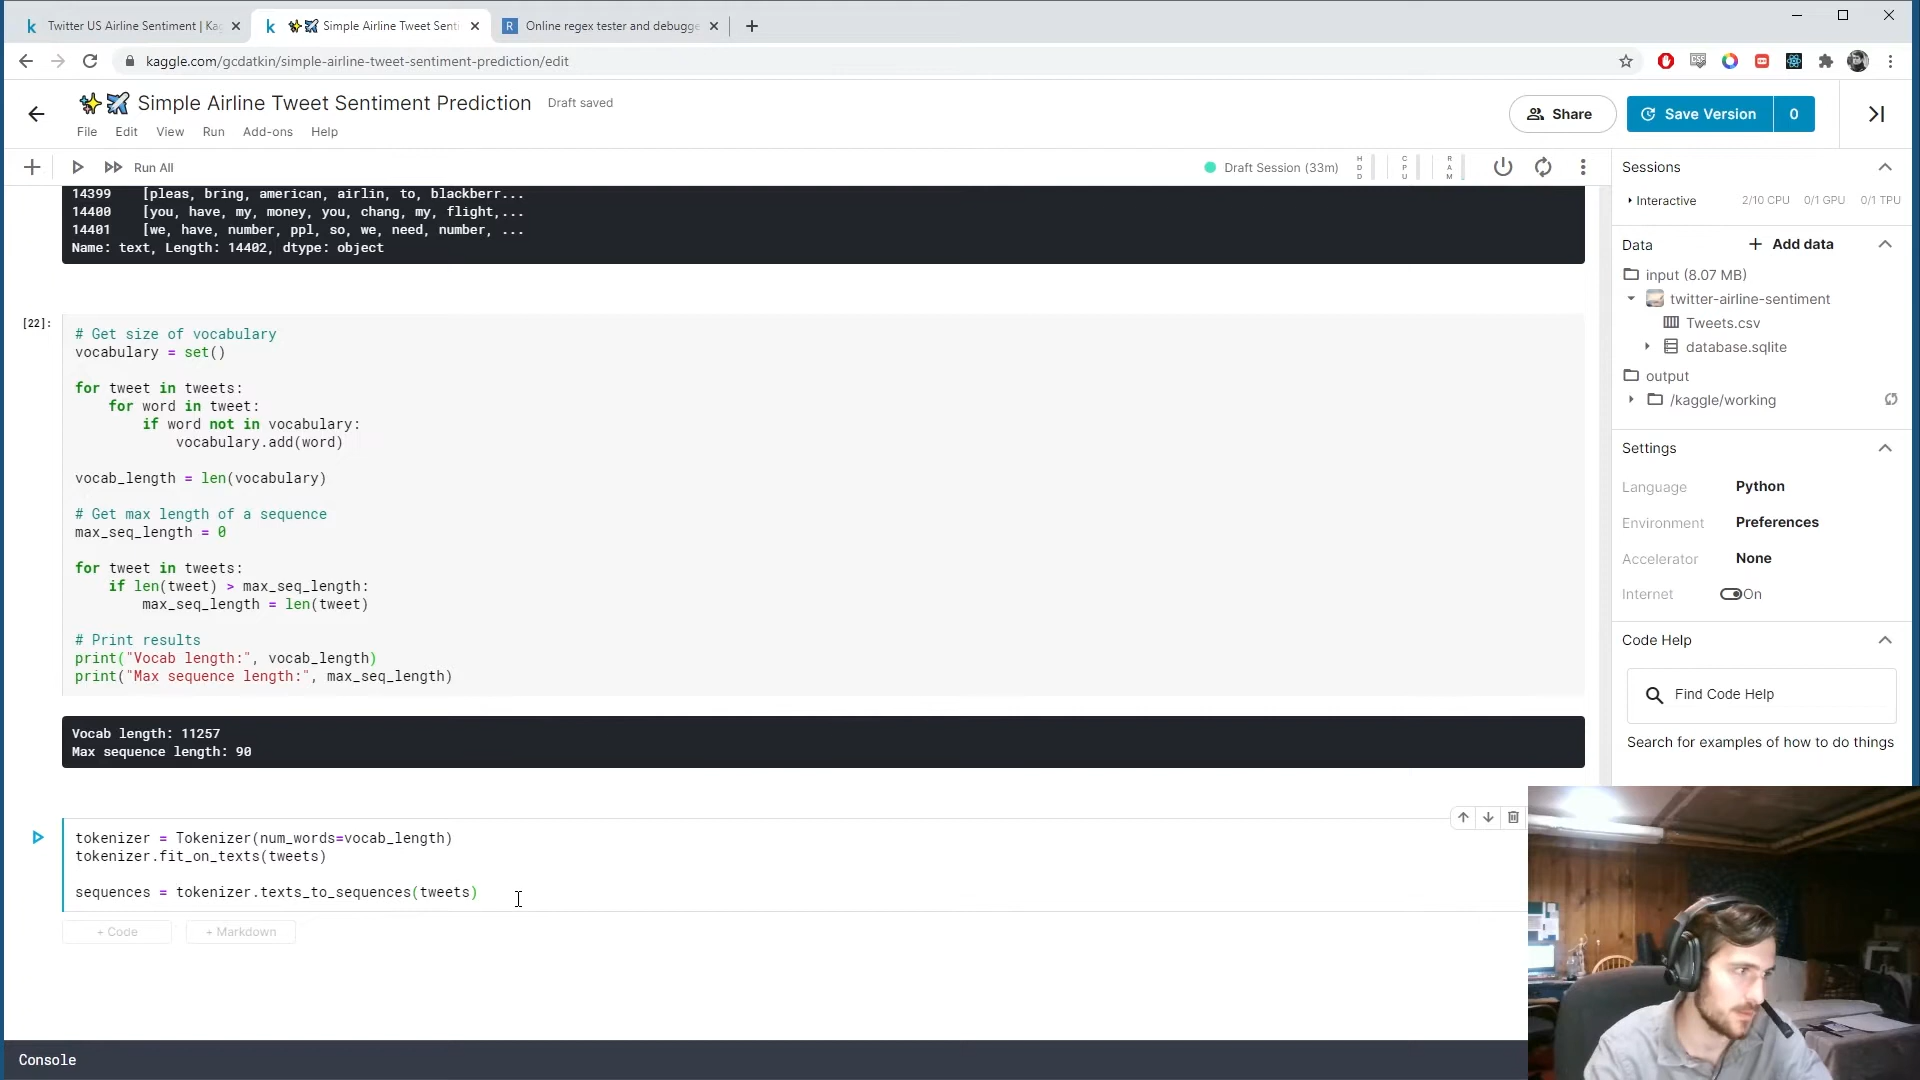 Twitter US Airline Sentiment | Kag
Simple Airline Tweet Senti
Online regex tester and debugge
kaggle.com/gcdatkin/simple-airline-tweet-sentiment-prediction/edit
Simple Airline Tweet Sentiment Prediction
Draft saved
File Edit View Run Add-ons Help
Share
Save Version 0
Run All
Draft Session (33m)
HDD
CPU
RAM
14399 [pleas, bring, american, airlin, to, blackberr...
14400 [you, have, my, money, you, chang, my, flight,...
14401 [we, have, number, ppl, so, we, need, number, ...
Name: text, Length: 14402, dtype: object
[22]:
# Get size of vocabulary
vocabulary = set()
for tweet in tweets:
for word in tweet:
if word not in vocabulary:
vocabulary.add(word)
vocab_length = len(vocabulary)
# Get max length of a sequence
max_seq_length = 0
for tweet in tweets:
if len(tweet) > max_seq_length:
max_seq_length = len(tweet)
# Print results
print("Vocab length:", vocab_length)
print("Max sequence length:", max_seq_length)
Vocab length: 11257
Max sequence length: 90
tokenizer = Tokenizer(num_words=vocab_length)
tokenizer.fit_on_texts(tweets)
sequences = tokenizer.texts_to_sequences(tweets)
+ Code + Markdown
Console
Sessions
Interactive 2/10 CPU 0/1 GPU 0/1 TPU
Data + Add data
input (8.07 MB)
twitter-airline-sentiment
Tweets.csv
database.sqlite
output
/kaggle/working
Settings
Language Python
Environment Preferences
Accelerator None
Internet On
Code Help
Find Code Help
Search for examples of how to do things